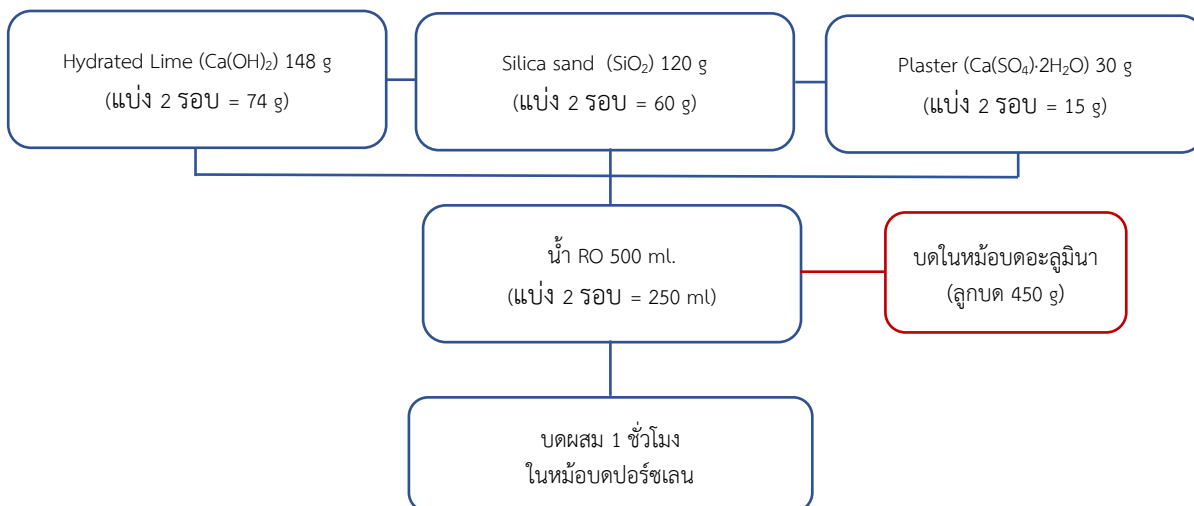 Hydrated Lime (Ca(OH)₂) 148 g
(แบ่ง 2 รอบ = 74 g)
Silica sand (SiO₂) 120 g
(แบ่ง 2 รอบ = 60 g)
Plaster (Ca(SO₄)·2H₂O) 30 g
(แบ่ง 2 รอบ = 15 g)
น้ำ RO 500 ml.
(แบ่ง 2 รอบ = 250 ml)
บดในหม้อบดอะลูมินา
(ลูกบด 450 g)
บดผสม 1 ชั่วโมง
ในหม้อบดปอร์ซเลน